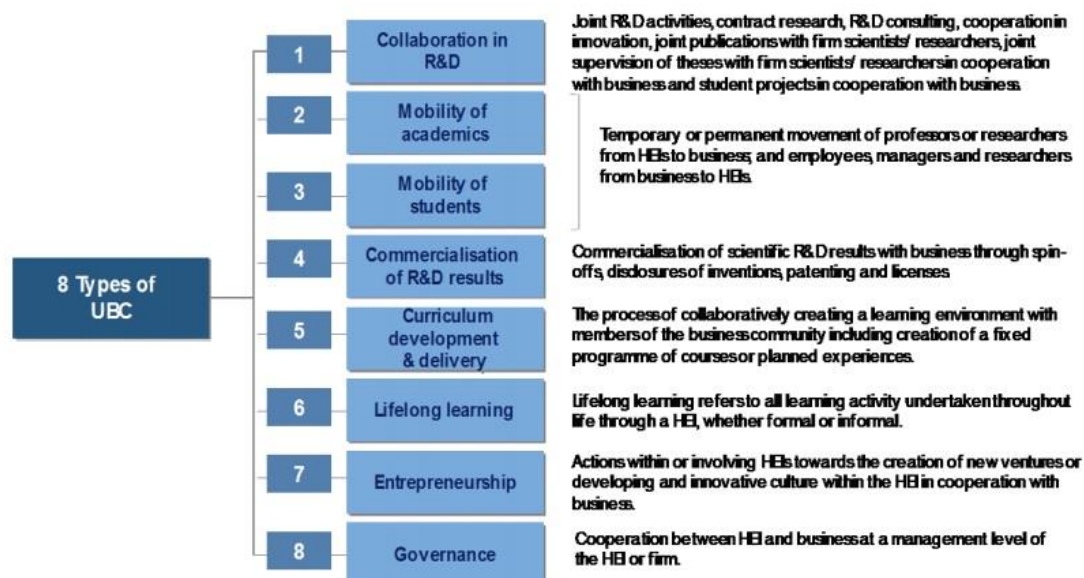 8 Types of
UBC
1
Collaboration in
R&D
Joint R&D activities, contract research, R&D consulting, cooperation in
innovation, joint publications with firm scientists/ researchers, joint
supervision of theses with firm scientists/ researchers in cooperation
with business and student projects in cooperation with business.
2
Mobility of
academics
3
Mobility of
students
Temporary or permanent movement of professors or researchers
from HEIs to business; and employees, managers and researchers
from business to HEIs.
4
Commercialisation
of R&D results
Commercialisation of scientific R&D results with business through spin-
offs, disclosures of inventions, patenting and licenses.
5
Curriculum
development
& delivery
The process of collaboratively creating a learning environment with
members of the business community including creation of a fixed
programme of courses or planned experiences.
6
Lifelong learning
Lifelong learning refers to all learning activity undertaken throughout
life through a HEI, whether formal or informal.
7
Entrepreneurship
Actions within or involving HEIs towards the creation of new ventures or
developing and innovative culture within the HEI in cooperation with
business.
8
Governance
Cooperation between HEI and business at a management level of
the HEI or firm.